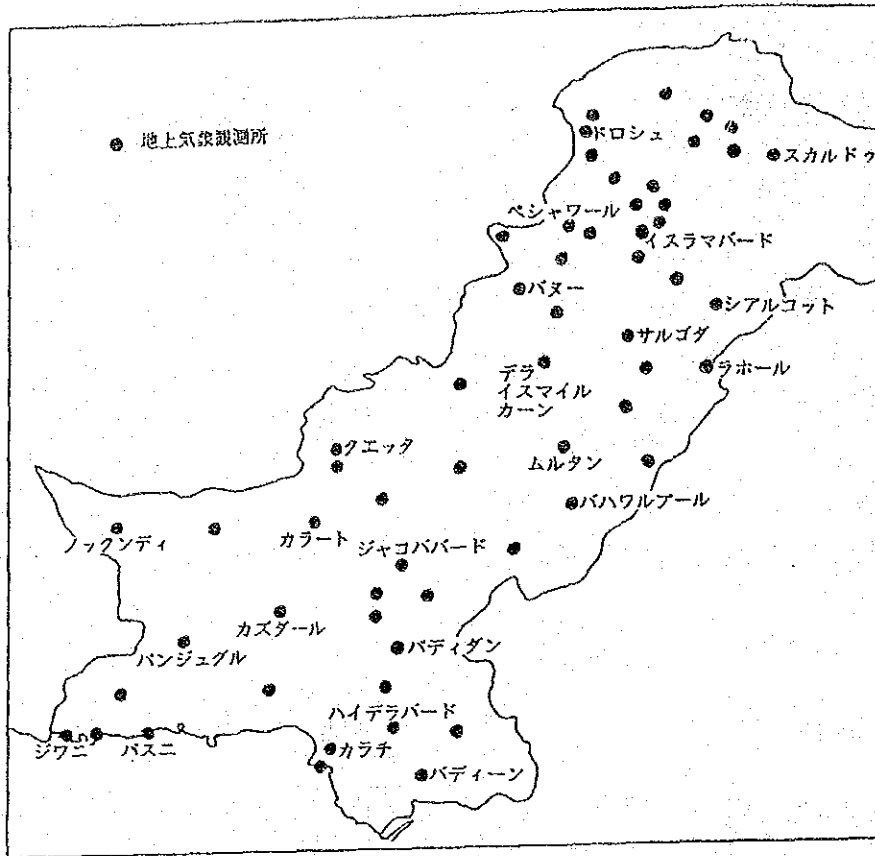 地上気象観測所
ドロシュ
スカルドゥ
ペシャワール
イスラマバード
バヌー
シアルコット
サルゴダ
ラホール
デラ
イスマイル
カーン
クエッタ
ムルタン
バハワルプール
ノックンディ
カラート
ジャコババード
カズダール
パンジュグル
パディダン
ハイデラバード
ジワニ
パスニ
カラチ
バディーン